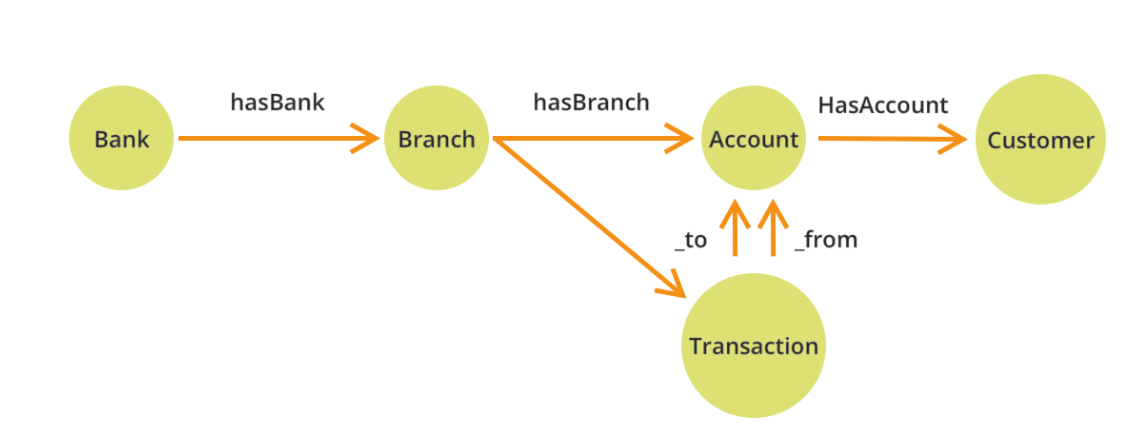 hasBank
hasBranch
HasAccount
Bank
Branch
Account
Customer
_to
_from
Transaction